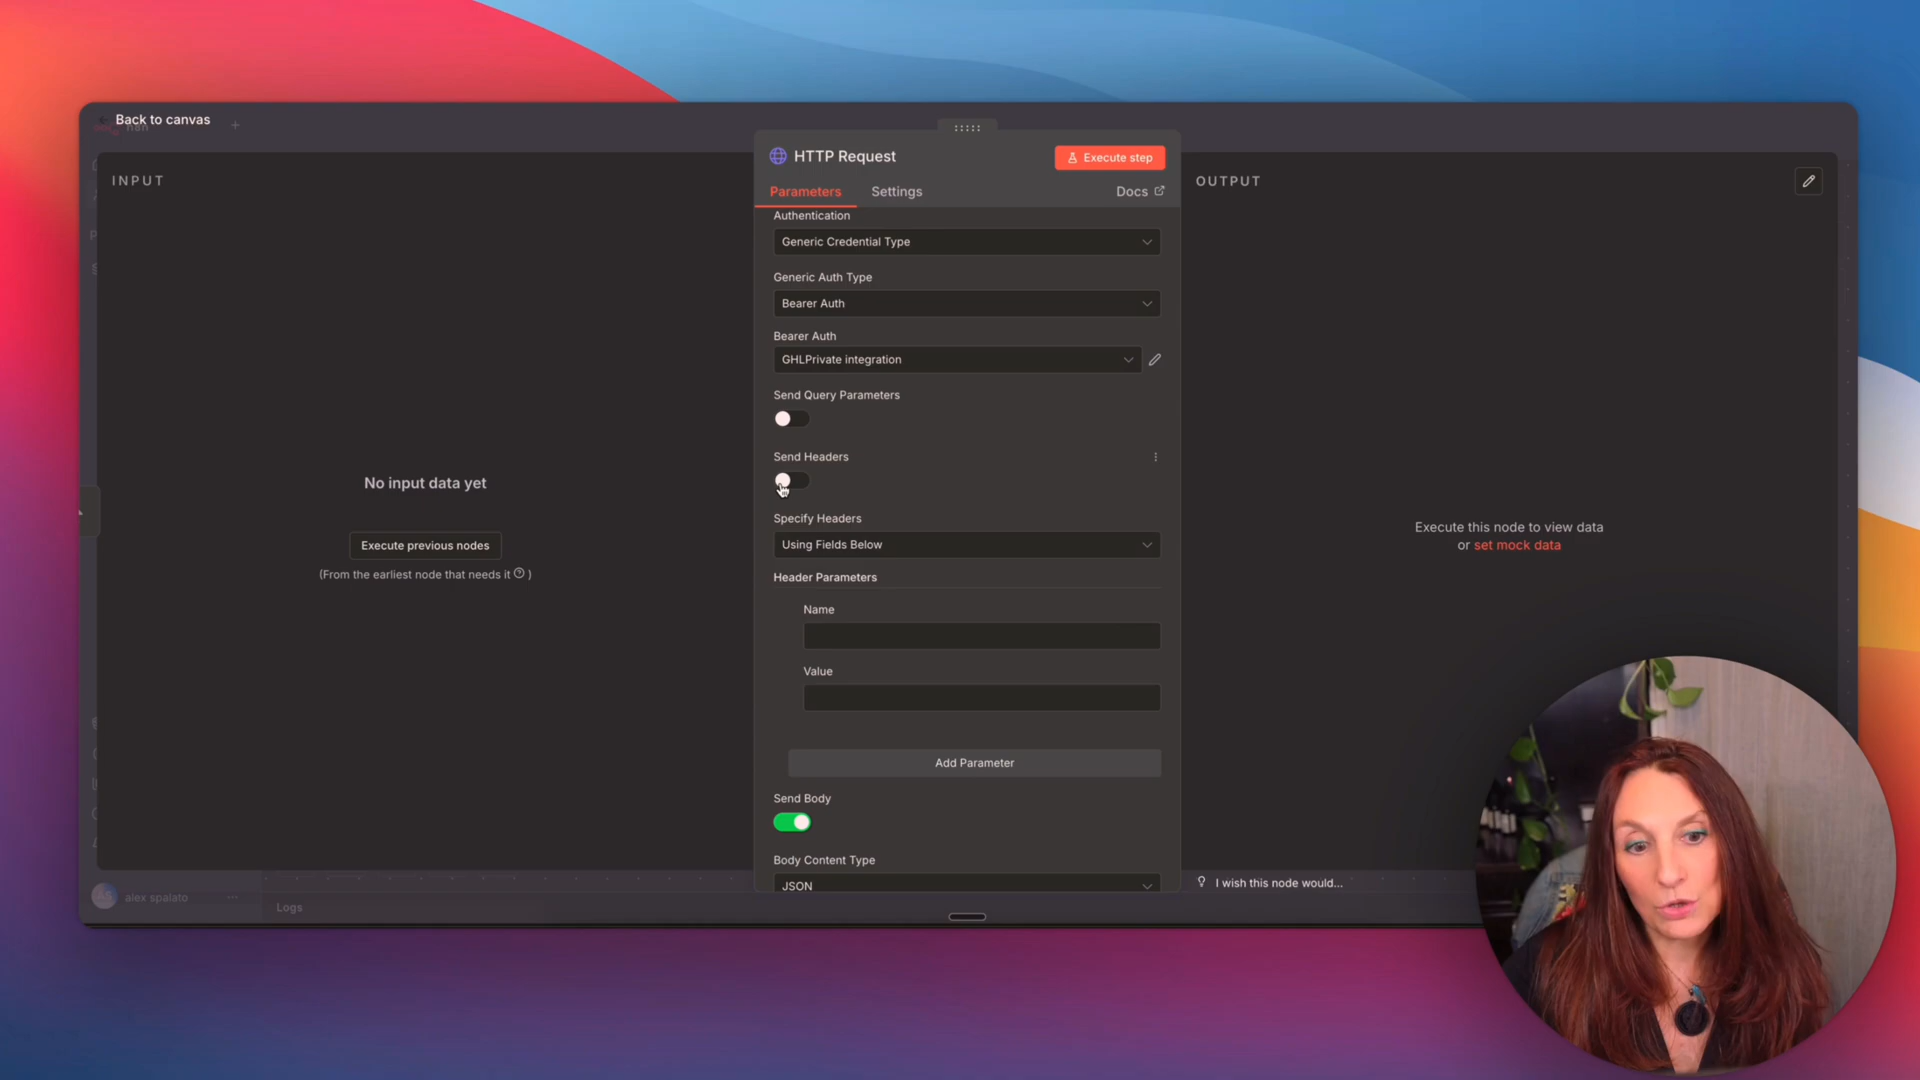 Back to canvas
n8n
INPUT
No input data yet
Execute previous nodes
(From the earliest node that needs it ? )
HTTP Request
Execute step
Parameters
Settings
Docs
Authentication
Generic Credential Type
Generic Auth Type
Bearer Auth
Bearer Auth
GHLPrivate integration
Send Query Parameters
Send Headers
Specify Headers
Using Fields Below
Header Parameters
Name
Value
Add Parameter
Send Body
Body Content Type
JSON
OUTPUT
Execute this node to view data
or set mock data
I wish this node would...
alex spalato
Logs